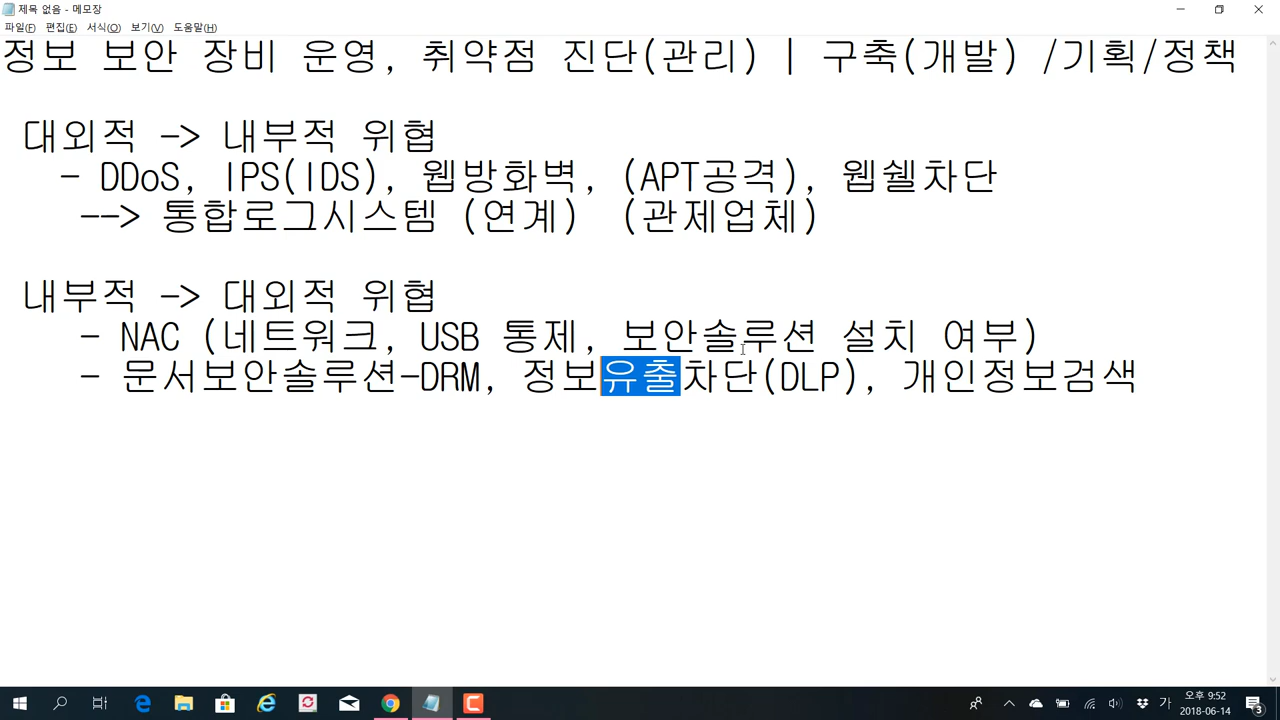 제목 없음 - 메모장
파일(F) 편집(E) 서식(O) 보기(V) 도움말(H)
정보 보안 장비 운영, 취약점 진단(관리) | 구축(개발) /기획/정책
대외적 -> 내부적 위협
- DDoS, IPS(IDS), 웹방화벽, (APT공격), 웹쉘차단
--> 통합로그시스템 (연계) (관제업체)
내부적 -> 대외적 위협
- NAC (네트워크, USB 통제, 보안솔루션 설치 여부)
- 문서보안솔루션-DRM, 정보유출차단(DLP), 개인정보검색
가
오후 9:52
2018-06-14
3